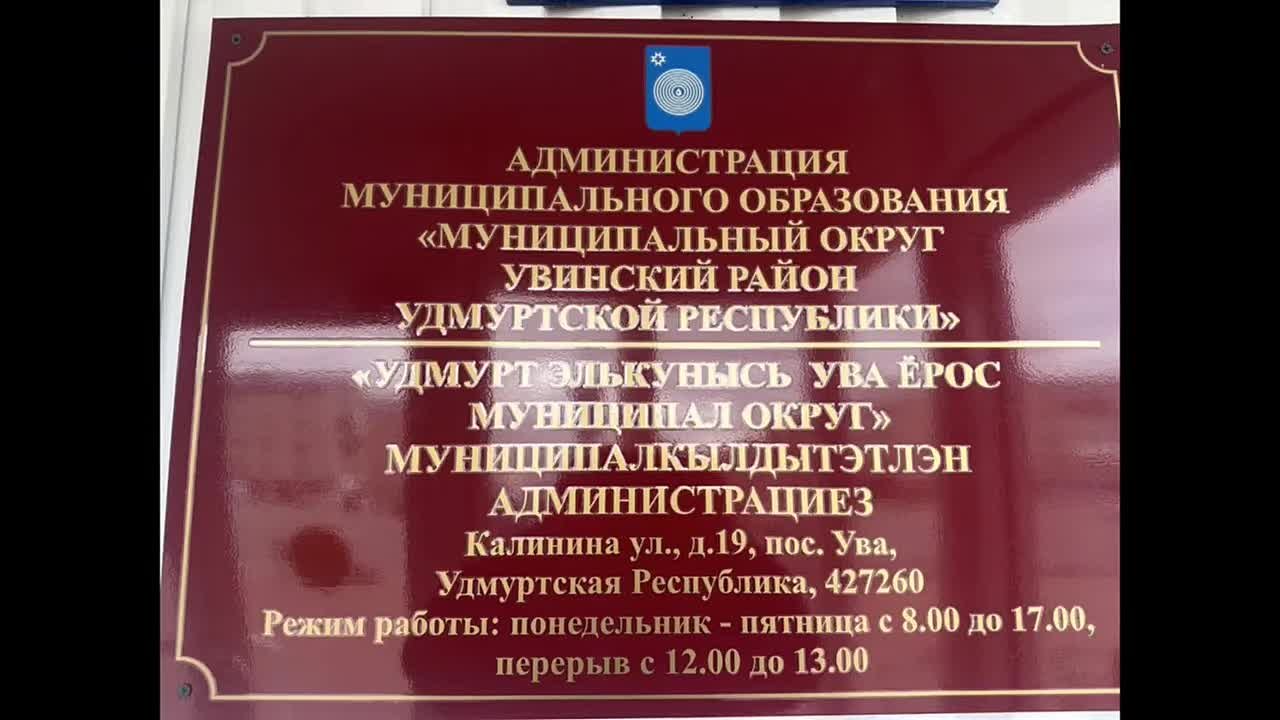 АДМИНИСТРАЦИЯ
МУНИЦИПАЛЬНОГО ОБРАЗОВАНИЯ
«МУНИЦИПАЛЬНЫЙ ОКРУГ
УВИНСКИЙ РАЙОН
УДМУРТСКОЙ РЕСПУБЛИКИ»
«УДМУРТ ЭЛЬКУНЫСЬ УВА ЁРОС
МУНИЦИПАЛ ОКРУГ»
МУНИЦИПАЛКЫЛДЫТЭТЛЭН
АДМИНИСТРАЦИЕЗ
Калинина ул., д.19, пос. Ува,
Удмуртская Республика, 427260
Режим работы: понедельник - пятница с 8.00 до 17.00,
перерыв с 12.00 до 13.00